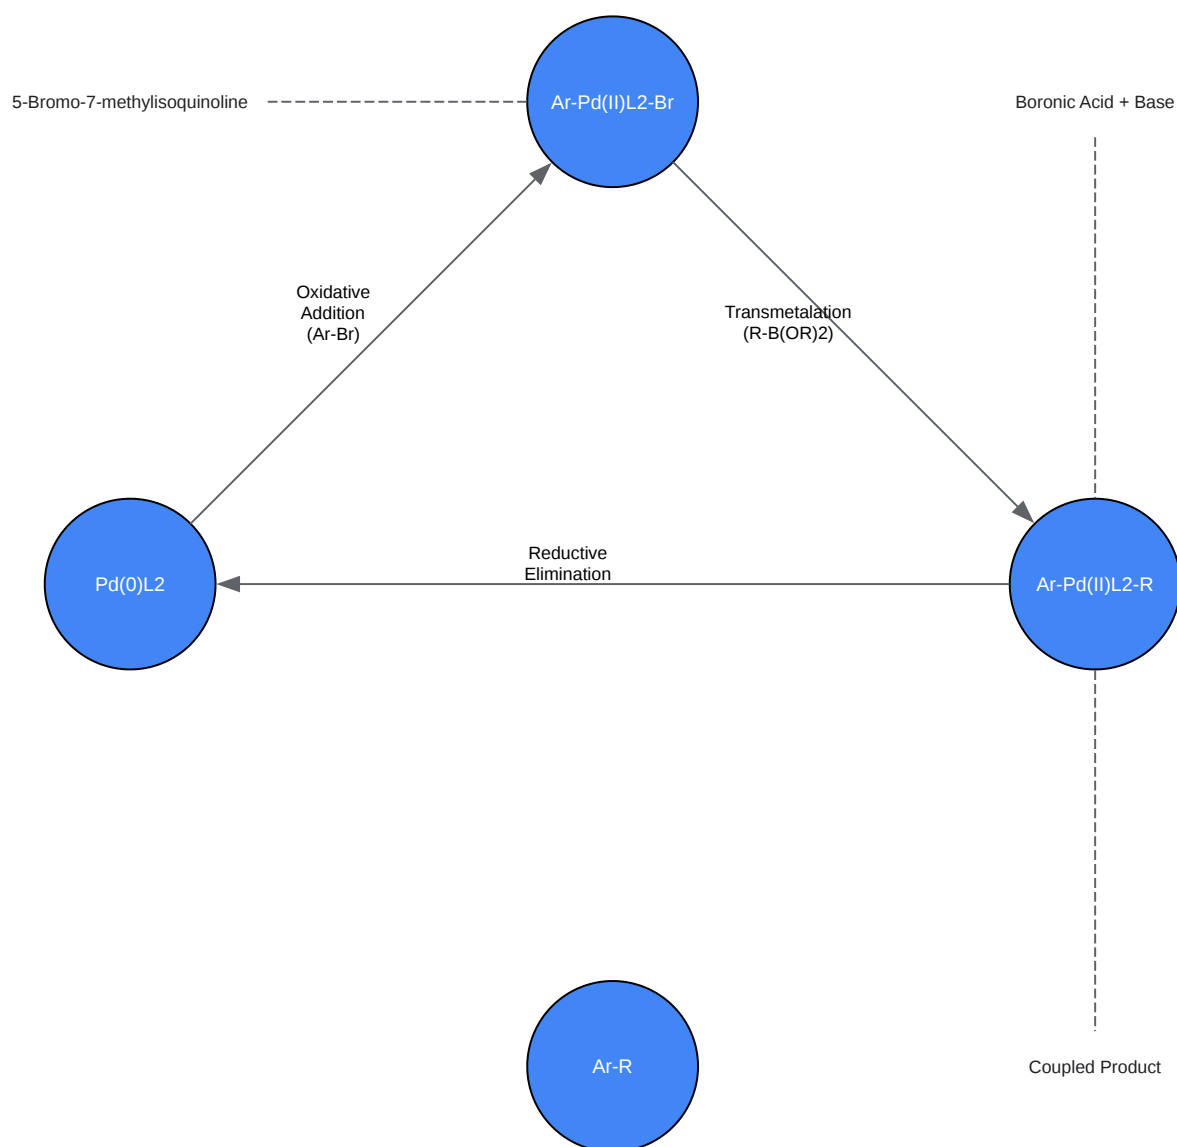 5-Bromo-7-methylisoquinoline
Ar-Pd(II)L2-Br
Boronic Acid + Base
Oxidative
Addition
(Ar-Br)
Transmetalation
(R-B(OR)2)
Reductive
Elimination
Pd(0)L2
Ar-Pd(II)L2-R
Ar-R
Coupled Product